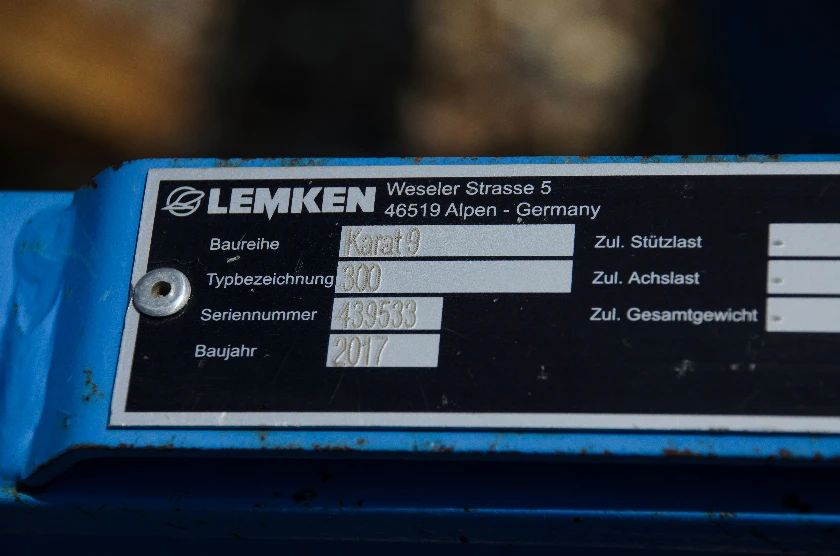 LEMKEN
Weseler Strasse 5
46519 Alpen - Germany
Baureihe Karat 9 Zul. Stützlast -
Typbezeichnung 300 Zul. Achslast -
Seriennummer 439533 Zul. Gesamtgewicht -
Baujahr 2017